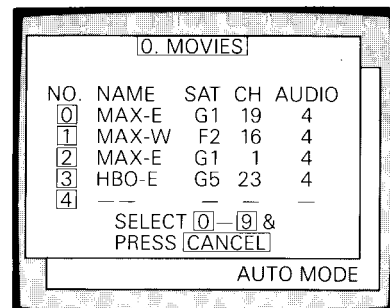 0. MOVIES
NO. NAME SAT CH AUDIO
0 MAX-E G1 19 4
1 MAX-W F2 16 4
2 MAX-E G1 1 4
3 HBO-E G5 23 4
4 — — — — —
SELECT 0—9 &
PRESS CANCEL
AUTO MODE